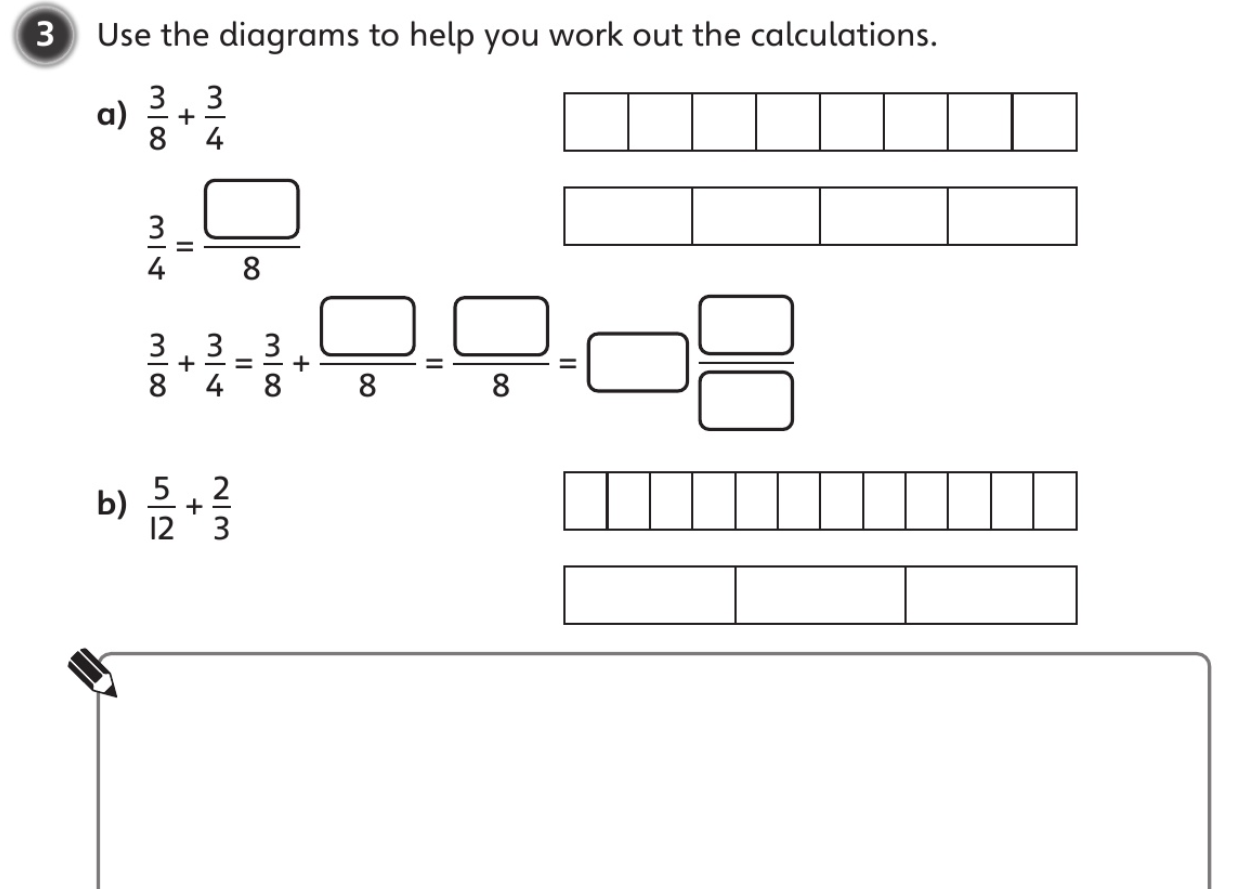 3 Use the diagrams to help you work out the calculations.
a) 3/8 + 3/4
3/4 = /8
3/8 + 3/4 = 3/8 + /8 = /8 =
b) 5/12 + 2/3